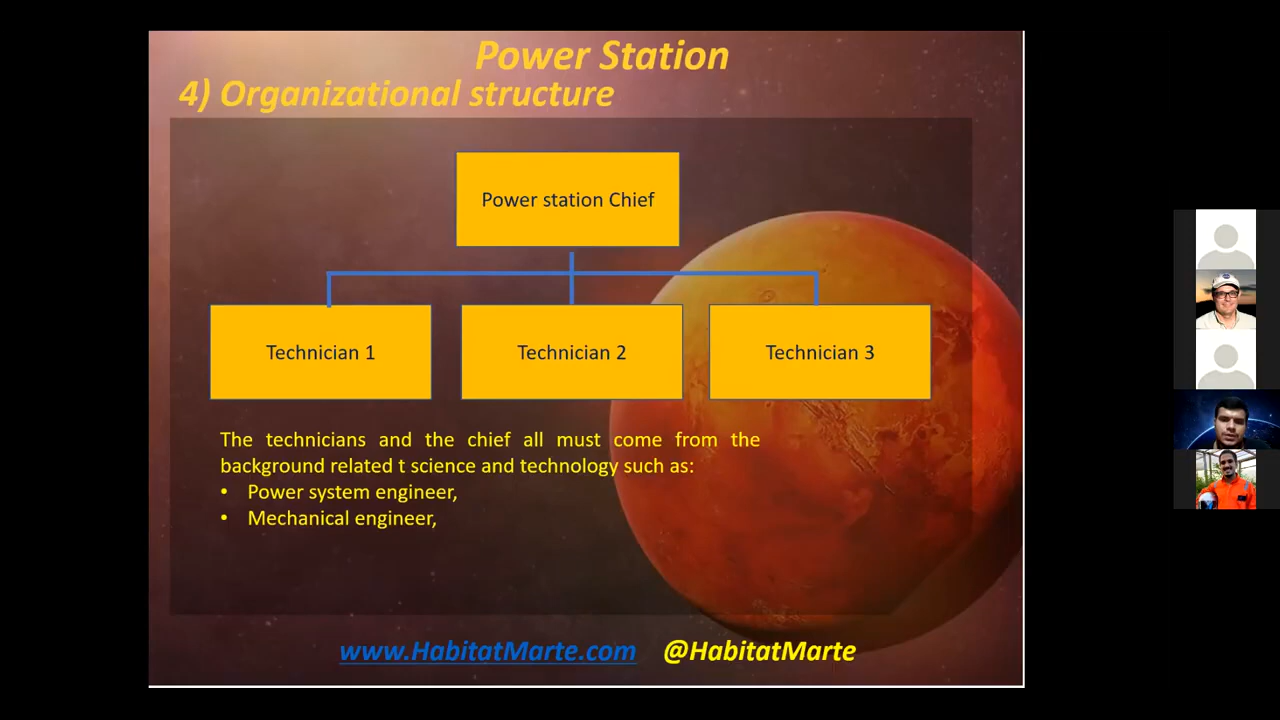 Power Station
4) Organizational structure
Power station Chief
Technician 1
Technician 2
Technician 3
The technicians and the chief all must come from the
background related t science and technology such as:
• Power system engineer,
• Mechanical engineer,
www.HabitatMarte.com @HabitatMarte